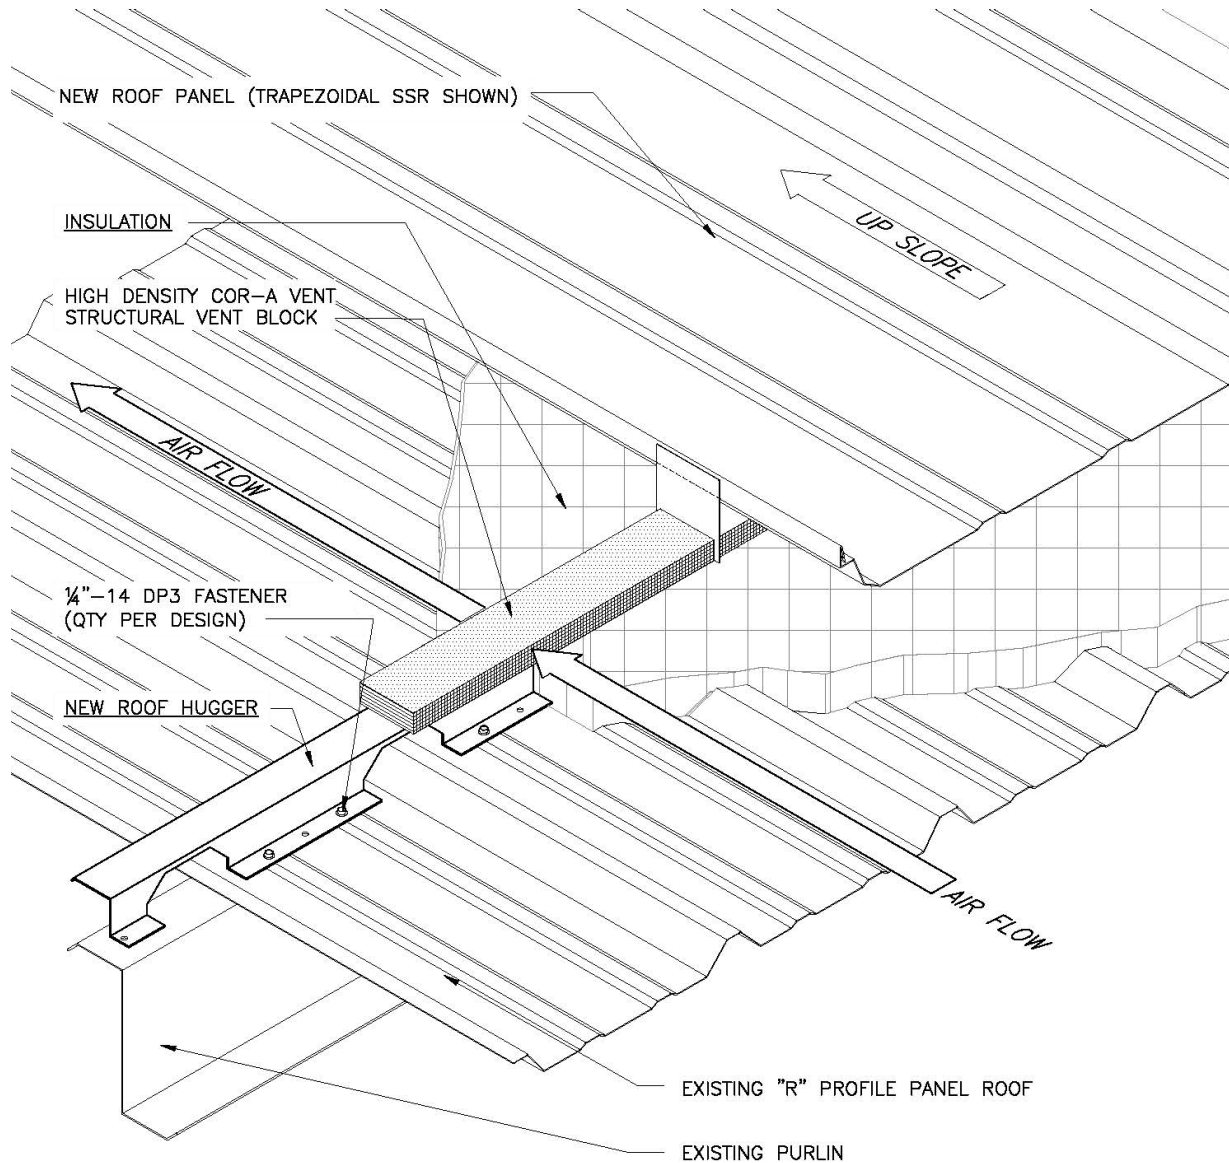 NEW ROOF PANEL (TRAPEZOIDAL SSR SHOWN)
UP SLOPE
INSULATION
HIGH DENSITY COR-A VENT
STRUCTURAL VENT BLOCK
AIR FLOW
¼"-14 DP3 FASTENER
(QTY PER DESIGN)
NEW ROOF HUGGER
AIR FLOW
EXISTING "R" PROFILE PANEL ROOF
EXISTING PURLIN